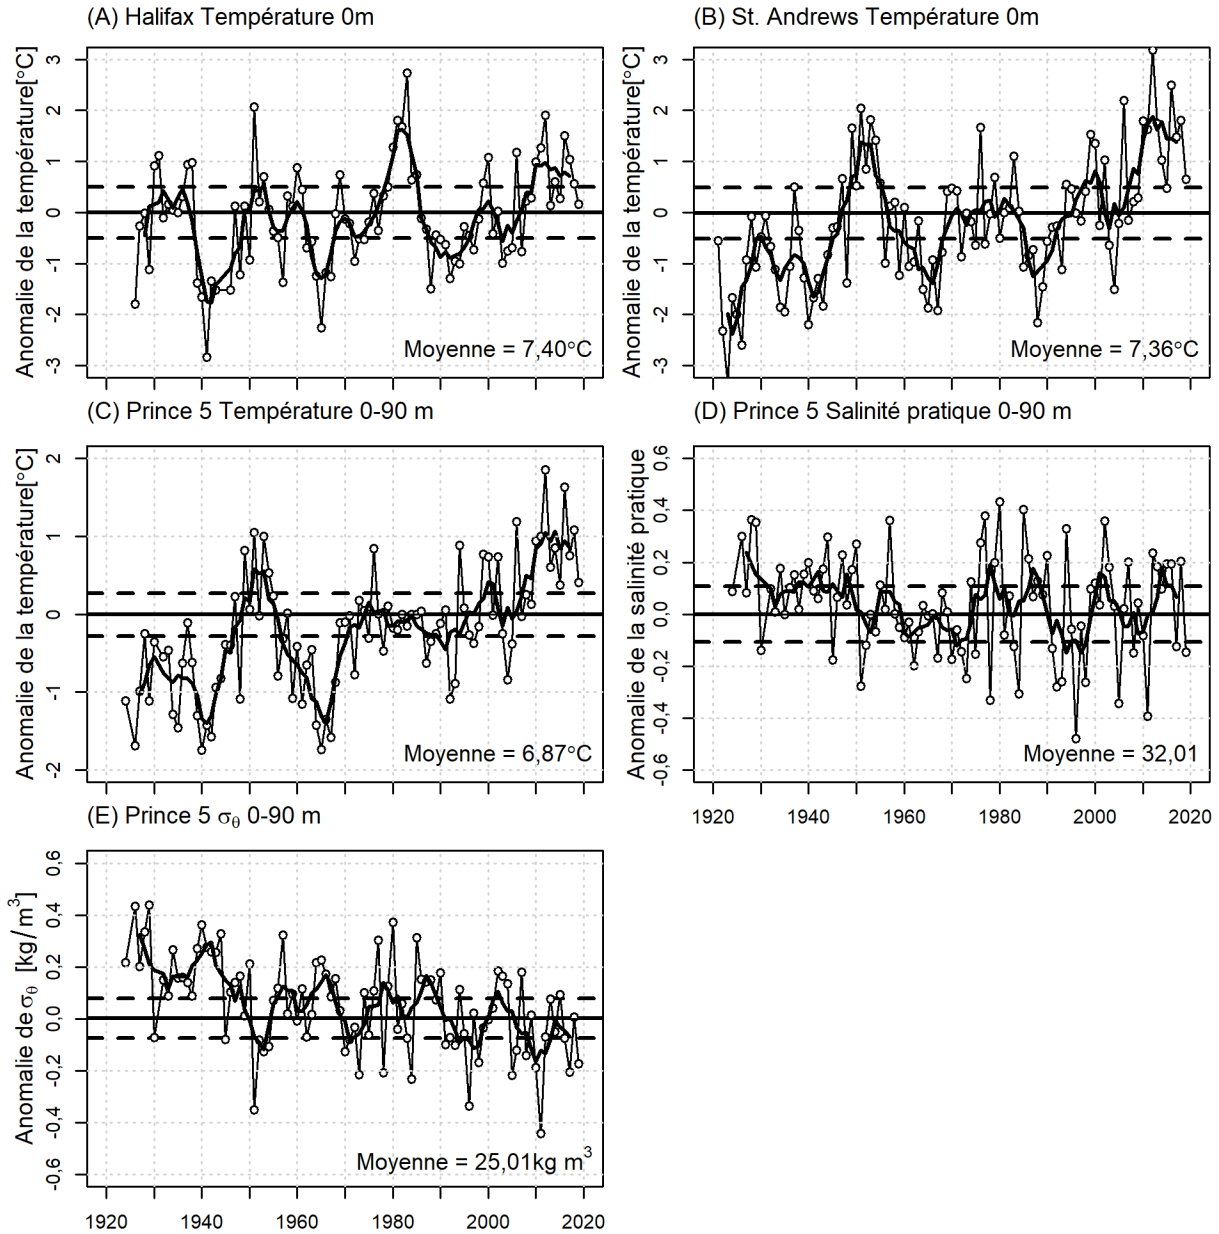 (A) Halifax Température 0m
Anomalie de la température[°C]
3
2
1
0
-1
-2
-3
Moyenne = 7,40°C
(B) St. Andrews Température 0m
Anomalie de la température[°C]
3
2
1
0
-1
-2
-3
Moyenne = 7,36°C
(C) Prince 5 Température 0-90 m
Anomalie de la température[°C]
2
1
0
-1
-2
Moyenne = 6,87°C
(D) Prince 5 Salinité pratique 0-90 m
Anomalie de la salinité pratique
0,6
0,4
0,2
0,0
-0,2
-0,4
-0,6
Moyenne = 32,01
1920 1940 1960 1980 2000 2020
(E) Prince 5 σθ 0-90 m
Anomalie de σθ [kg/m³]
0,6
0,4
0,2
0,0
-0,2
-0,4
-0,6
Moyenne = 25,01kg m³
1920 1940 1960 1980 2000 2020